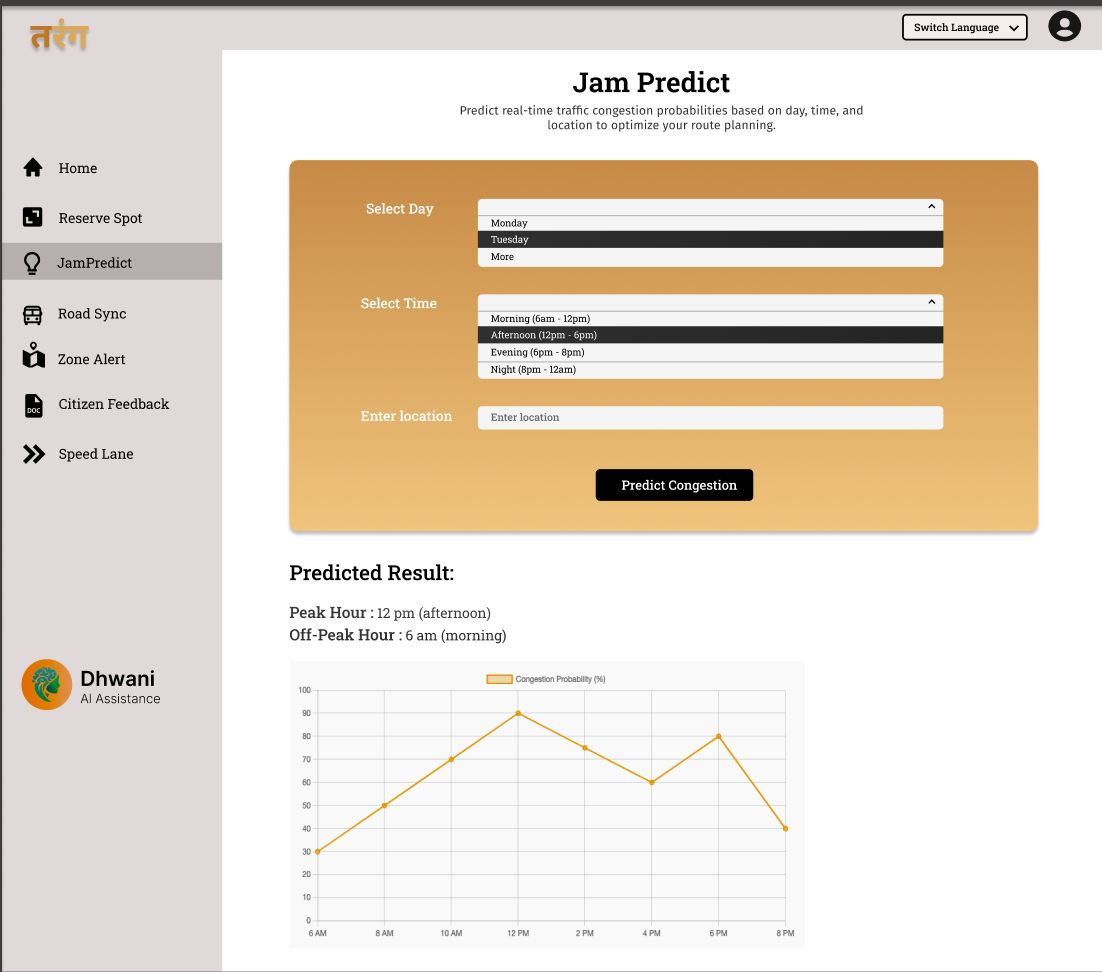 तरंग
Switch Language
Home
Reserve Spot
JamPredict
Road Sync
Zone Alert
DOC
Citizen Feedback
Speed Lane
Dhwani
AI Assistance
Jam Predict
Predict real-time traffic congestion probabilities based on day, time, and
location to optimize your route planning.
Select Day
Monday
Tuesday
More
Select Time
Morning (6am - 12pm)
Afternoon (12pm - 6pm)
Evening (6pm - 8pm)
Night (8pm - 12am)
Enter location
Enter location
Predict Congestion
Predicted Result:
Peak Hour : 12 pm (afternoon)
Off-Peak Hour : 6 am (morning)
Congestion Probability (%)
100
90
80
70
60
50
40
30
20
10
0
6 AM 8 AM 10 AM 12 PM 2 PM 4 PM 6 PM 8 PM